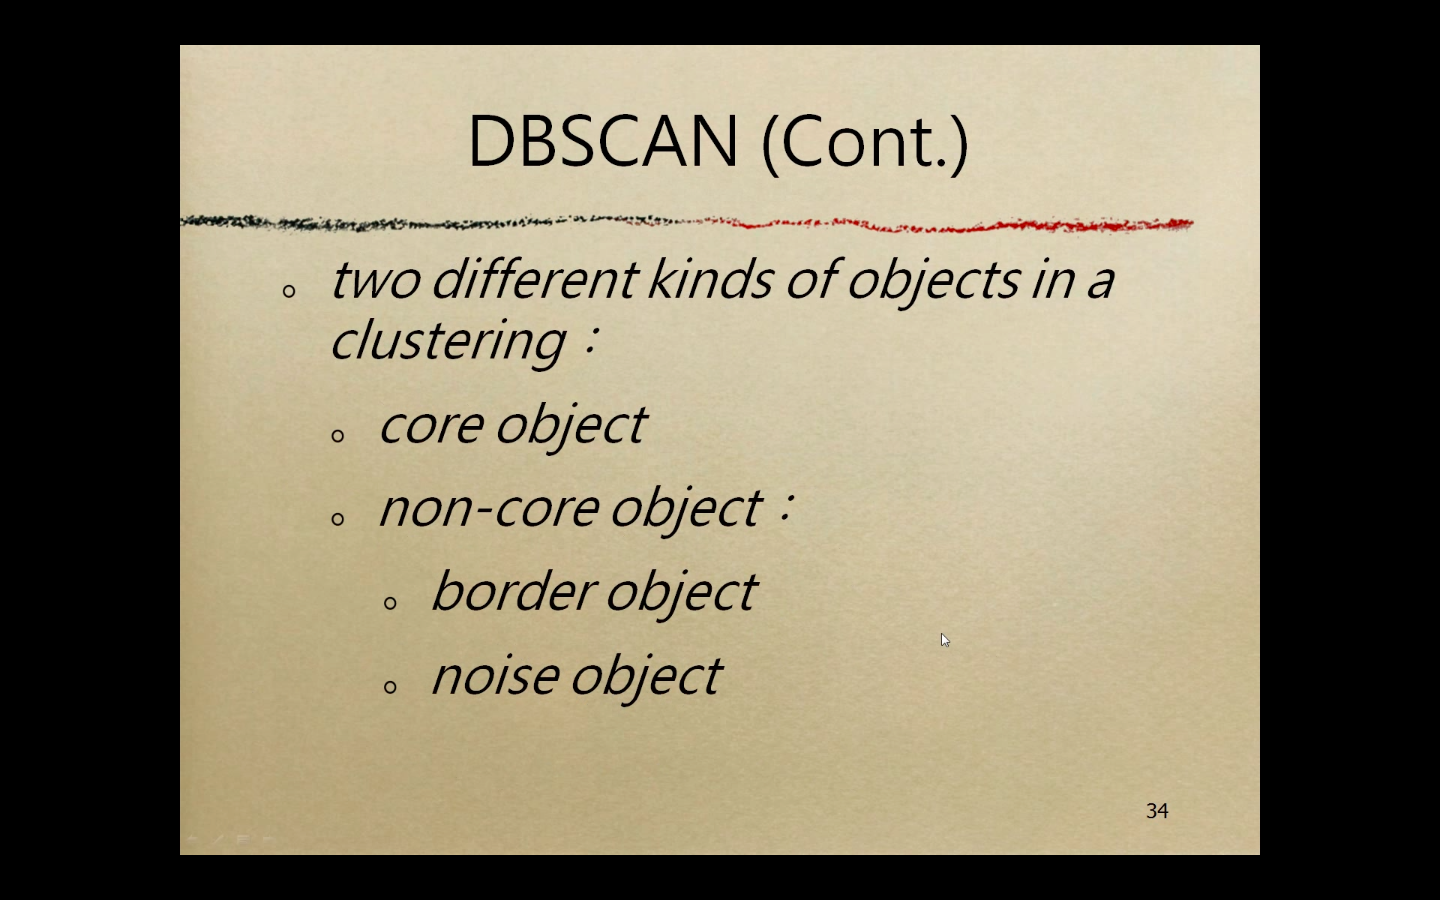 DBSCAN (Cont.)
two different kinds of objects in a
clustering：
core object
non-core object：
border object
noise object
34